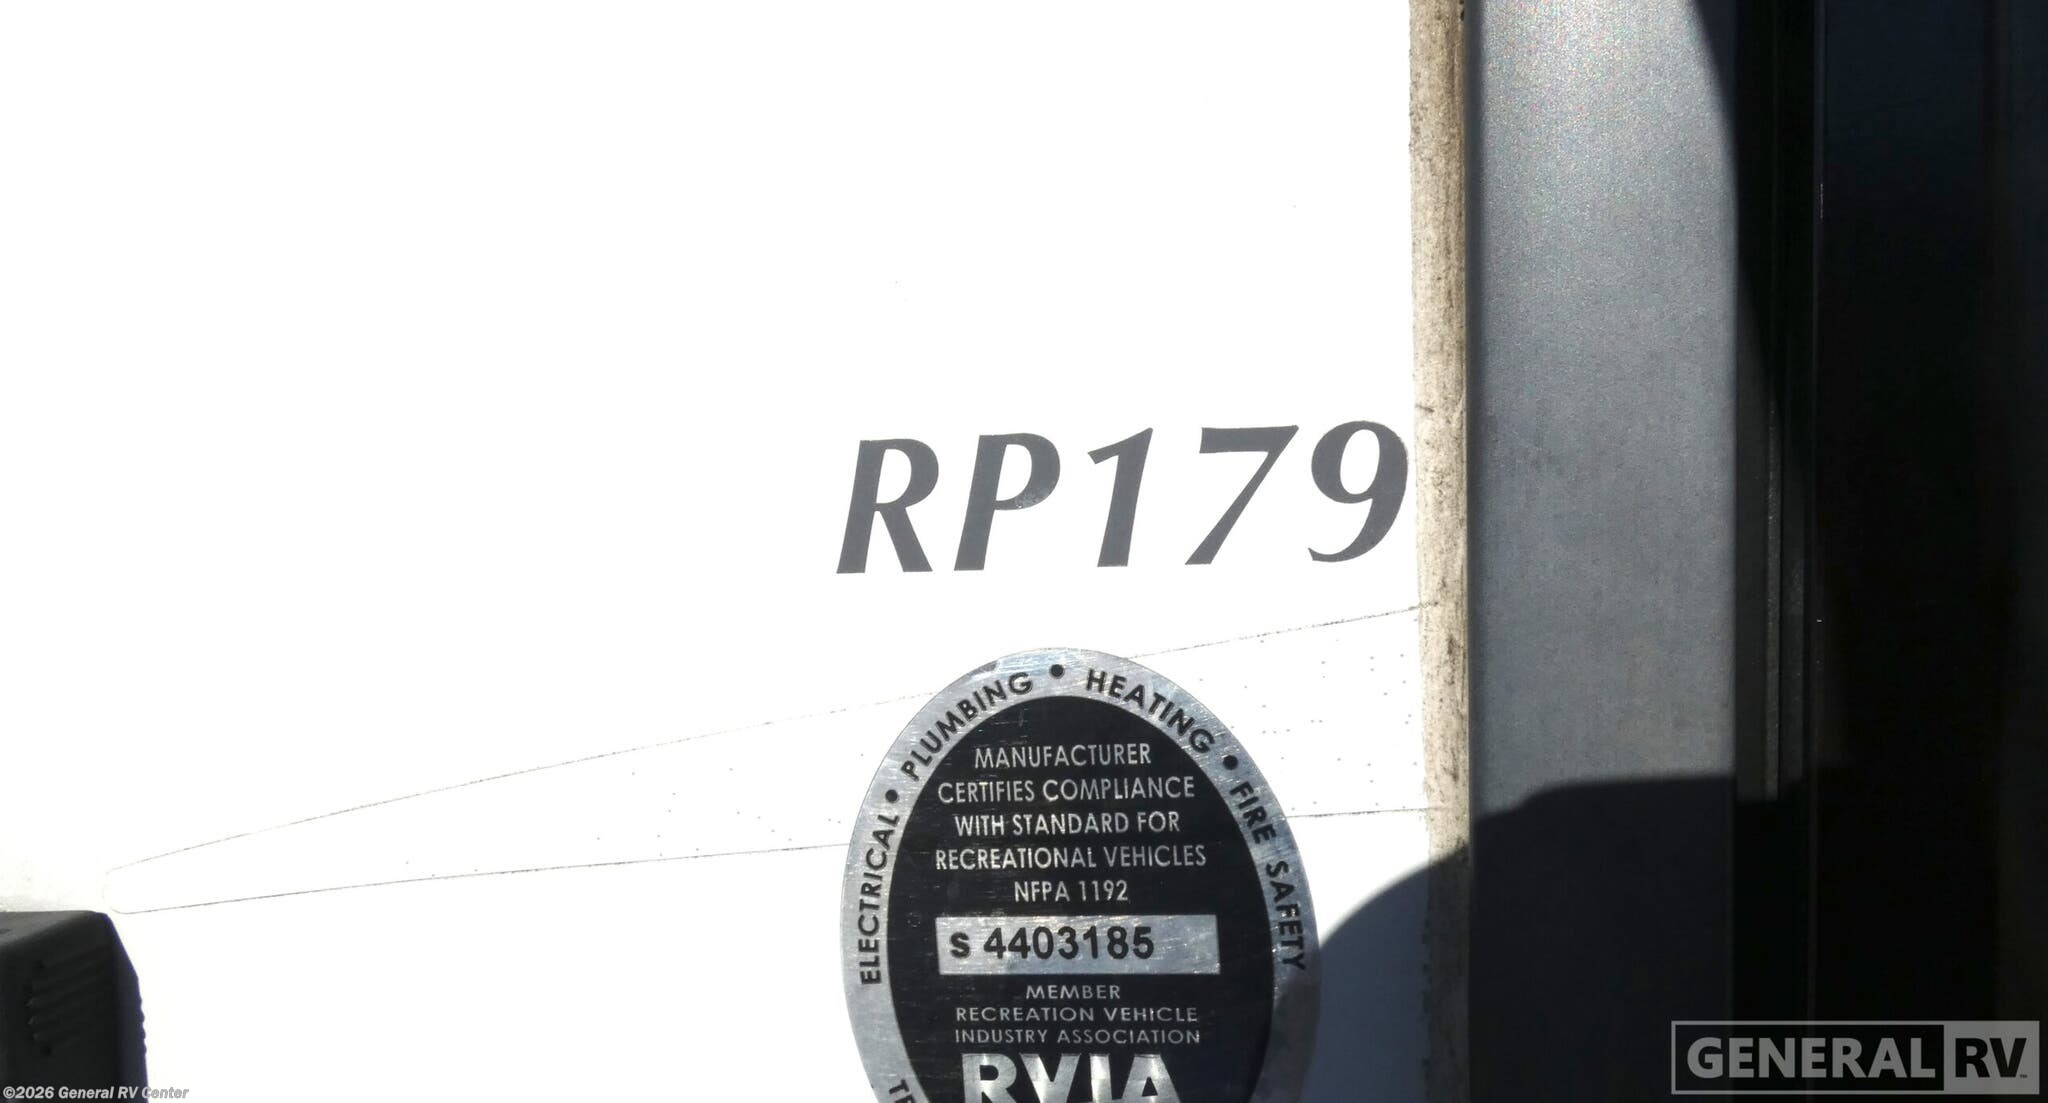 RP179
ELECTRICAL • PLUMBING • HEATING • FIRE SAFETY
MANUFACTURER
CERTIFIES COMPLIANCE
WITH STANDARD FOR
RECREATIONAL VEHICLES
NFPA 1192
S 4403185
MEMBER
RECREATION VEHICLE
INDUSTRY ASSOCIATION
RVIA
GENERAL RV
©2026 General RV Center